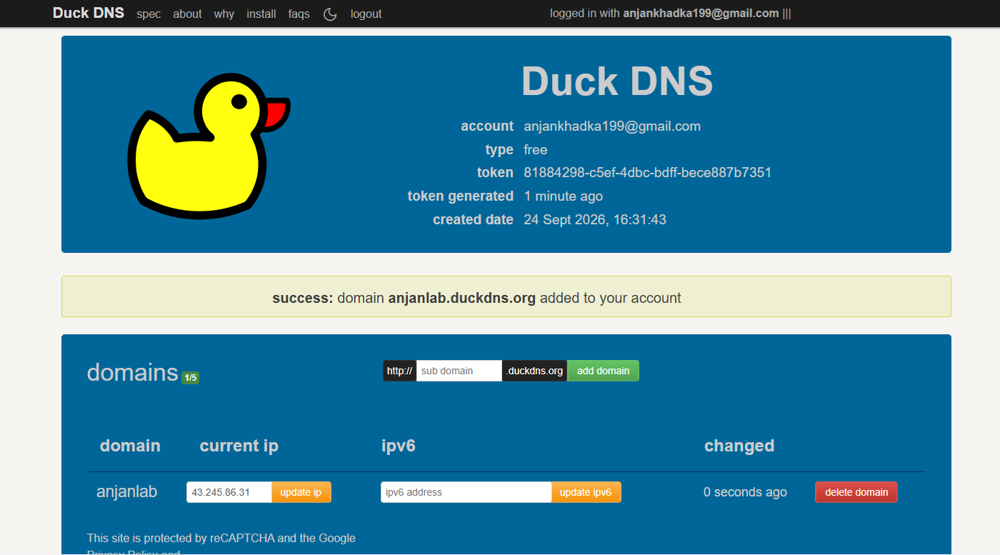 Duck DNS spec about why install faqs logout logged in with anjankhadka199@gmail.com |||
Duck DNS
account anjankhadka199@gmail.com
type free
token 81884298-c5ef-4dbc-bdff-bece887b7351
token generated 1 minute ago
created date 24 Sept 2026, 16:31:43
success: domain anjanlab.duckdns.org added to your account
domains 1/5 http:// sub domain .duckdns.org add domain
domain current ip ipv6 changed
anjanlab 43.245.86.31 update ip ipv6 address update ipv6 0 seconds ago delete domain
This site is protected by reCAPTCHA and the Google
Privacy Policy and